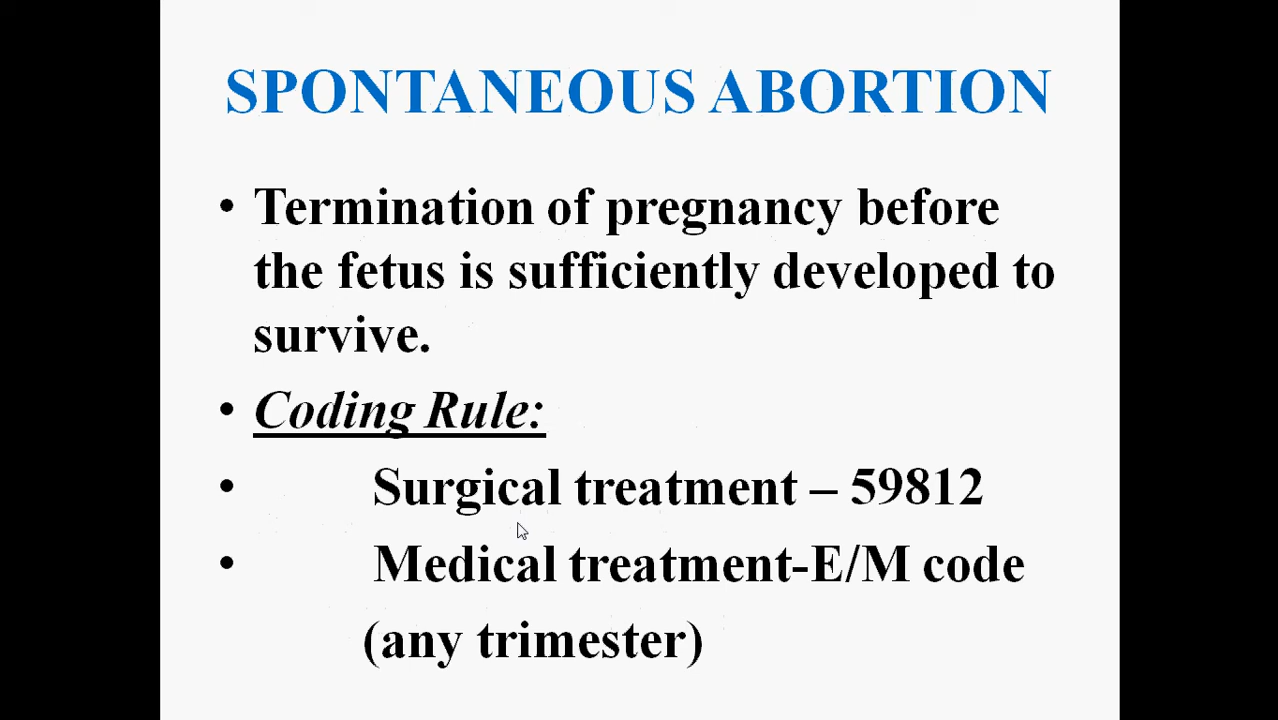 SPONTANEOUS ABORTION
• Termination of pregnancy before
the fetus is sufficiently developed to
survive.
• Coding Rule:
• Surgical treatment – 59812
• Medical treatment-E/M code
(any trimester)